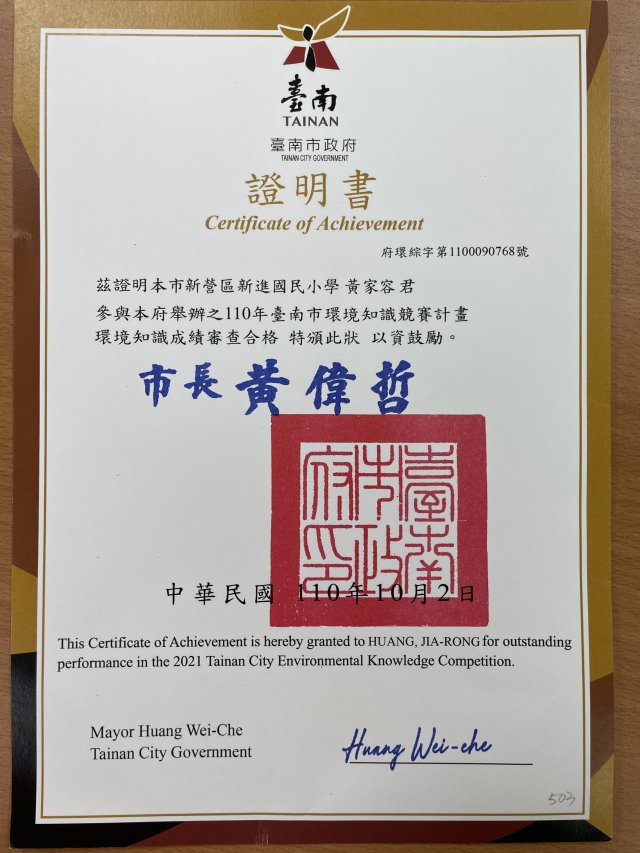 臺南
TAINAN
臺南市政府
TAINAN CITY GOVERNMENT
證明書
Certificate of Achievement
府環綜字第1100090768號
茲證明本市新營區新進國民小學 黃家容 君
參與本府舉辦之110年臺南市環境知識競賽計畫
環境知識成績審查合格 特頒此狀 以資鼓勵。
市長 黃偉哲
臺南市政府印
中華民國 110年10月2日
This Certificate of Achievement is hereby granted to HUANG, JIA-RONG for outstanding
performance in the 2021 Tainan City Environmental Knowledge Competition.
Mayor Huang Wei-Che
Tainan City Government
Huang Wei-che
503